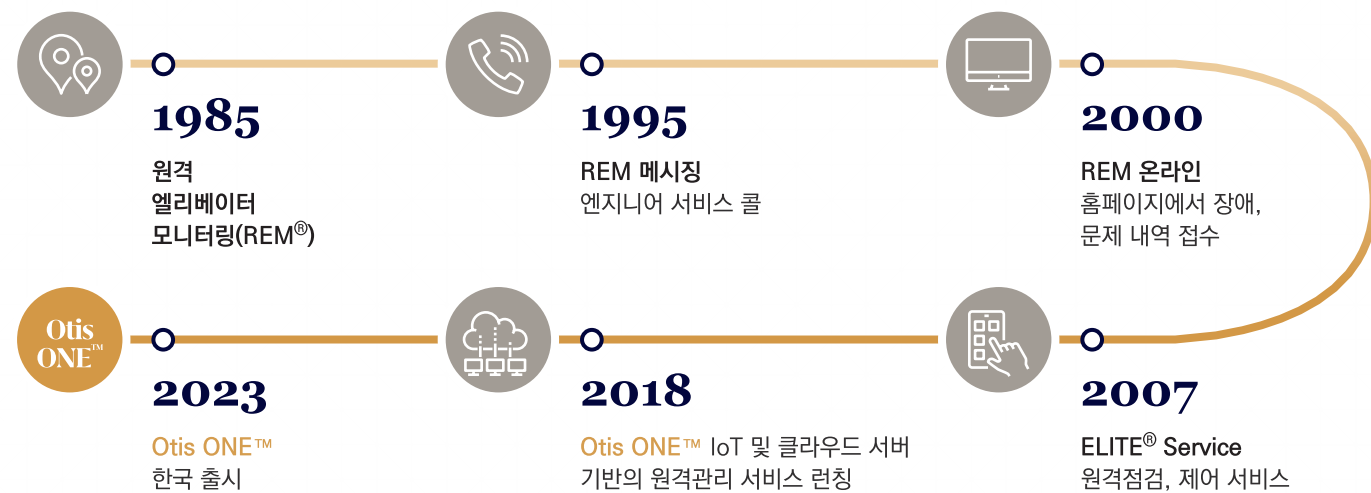 1985
원격
엘리베이터
모니터링(REM®)
1995
REM 메시징
엔지니어 서비스 콜
2000
REM 온라인
홈페이지에서 장애,
문제 내역 접수
2007
ELITE® Service
원격점검, 제어 서비스
2018
Otis ONE™ IoT 및 클라우드 서버
기반의 원격관리 서비스 런칭
Otis
ONE™
2023
Otis ONE™
한국 출시